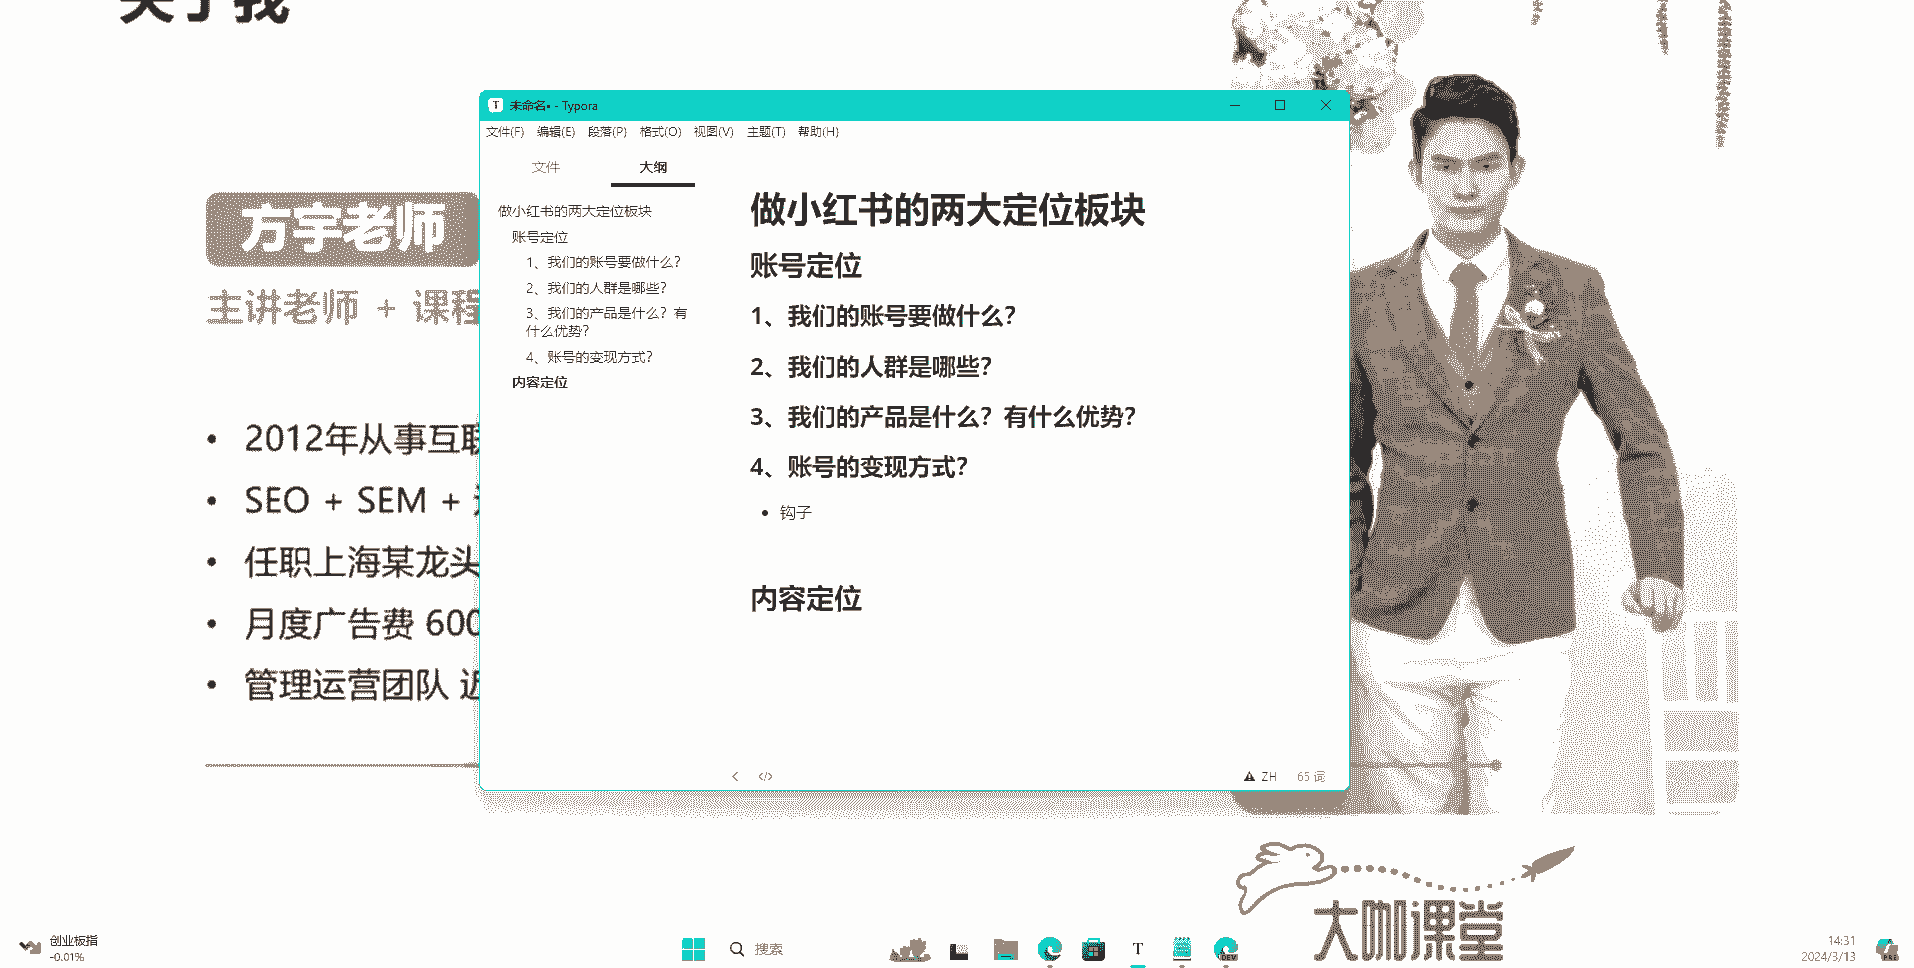 关于我
方宇老师
主讲老师 + 课程
2012年从事互联
SEO + SEM +
任职上海某龙头
月度广告费 600
管理运营团队 近
未命名• - Typora
文件(F) 编辑(E) 段落(P) 格式(O) 视图(V) 主题(T) 帮助(H)
文件 大纲
做小红书的两大定位板块
账号定位
1、我们的账号要做什么？
2、我们的人群是哪些？
3、我们的产品是什么？有
什么优势？
4、账号的变现方式？
内容定位
做小红书的两大定位板块
账号定位
1、我们的账号要做什么？
2、我们的人群是哪些？
3、我们的产品是什么？有什么优势？
4、账号的变现方式？
钩子
内容定位
ZH 65 词
大咖课堂
创业板指
-0.01%
搜索
DEV
14:31
2024/3/13
PRE